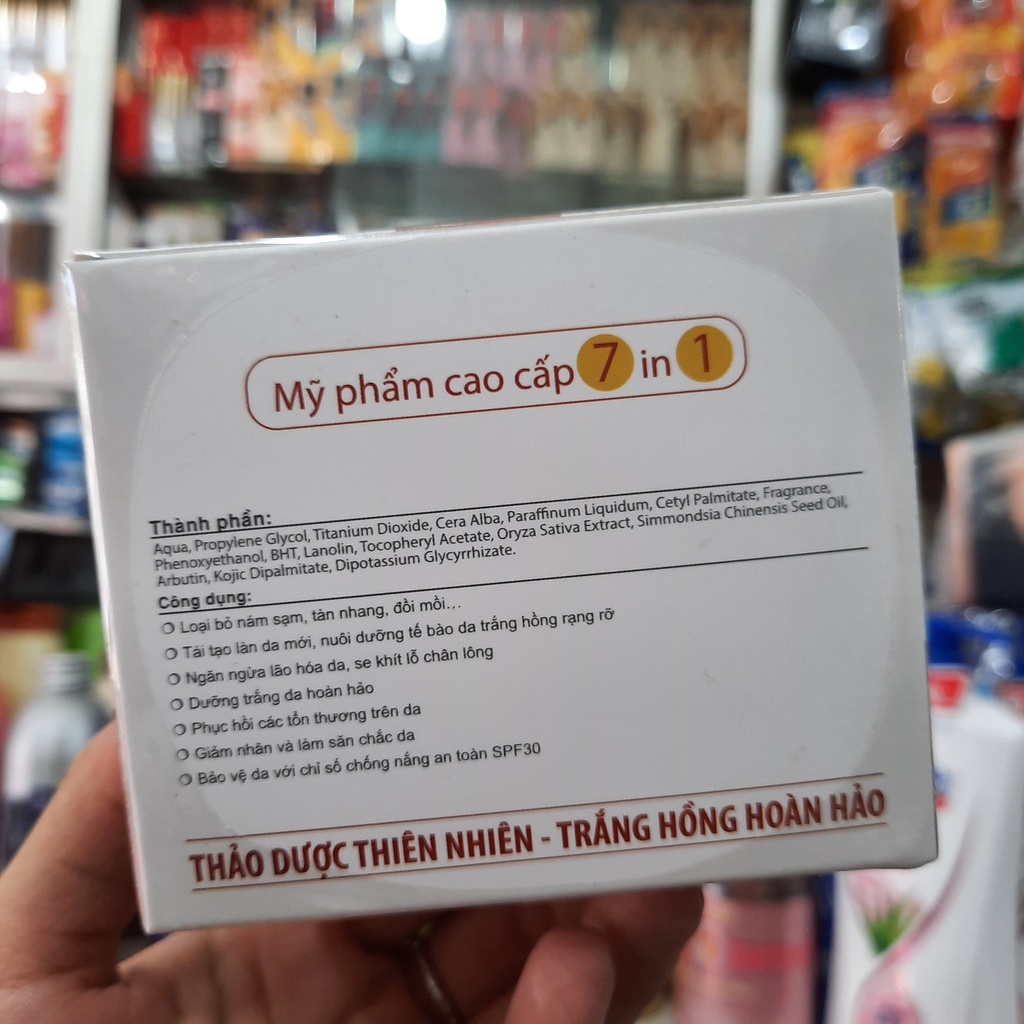 Mỹ phẩm cao cấp 7 in 1
Thành phần:
Aqua, Propylene Glycol, Titanium Dioxide, Cera Alba, Paraffinum Liquidum, Cetyl Palmitate, Fragrance,
Phenoxyethanol, BHT, Lanolin, Tocopheryl Acetate, Oryza Sativa Extract, Simmondsia Chinensis Seed Oil,
Arbutin, Kojic Dipalmitate, Dipotassium Glycyrrhizate.
Công dụng:
❍ Loại bỏ nám sạm, tàn nhang, đồi mồi...
❍ Tái tạo làn da mới, nuôi dưỡng tế bào da trắng hồng rạng rỡ
❍ Ngăn ngừa lão hóa da, se khít lỗ chân lông
❍ Dưỡng trắng da hoàn hảo
❍ Phục hồi các tổn thương trên da
❍ Giảm nhăn và làm săn chắc da
❍ Bảo vệ da với chỉ số chống nắng an toàn SPF30
THẢO DƯỢC THIÊN NHIÊN - TRẮNG HỒNG HOÀN HẢO